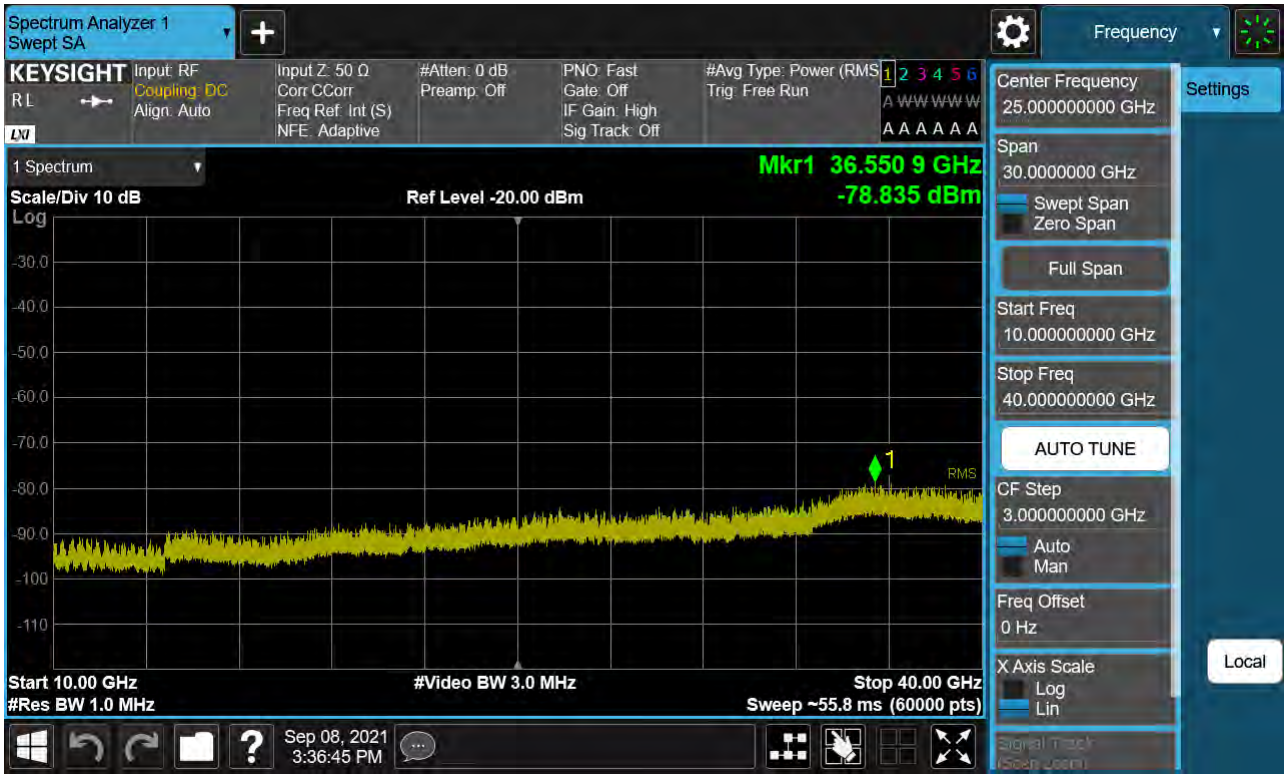 Spectrum Analyzer 1
Swept SA
+
Frequency
KEYSIGHT
RL
LXI
Input: RF
Coupling: DC
Align: Auto
Input Z: 50 Ω
Corr CCorr
Freq Ref: Int (S)
NFE: Adaptive
#Atten: 0 dB
Preamp: Off
PNO: Fast
Gate: Off
IF Gain: High
Sig Track: Off
#Avg Type: Power (RMS
Trig: Free Run
1 2 3 4 5 6
A W W W W W
A A A A A A
1 Spectrum
Scale/Div 10 dB
Log
Ref Level -20.00 dBm
Mkr1 36.550 9 GHz
-78.835 dBm
-30.0
-40.0
-50.0
-60.0
-70.0
1
RMS
-80.0
-90.0
-100
-110
Start 10.00 GHz
#Res BW 1.0 MHz
#Video BW 3.0 MHz
Stop 40.00 GHz
Sweep ~55.8 ms (60000 pts)
Center Frequency
25.000000000 GHz
Span
30.0000000 GHz
Swept Span
Zero Span
Full Span
Start Freq
10.000000000 GHz
Stop Freq
40.000000000 GHz
AUTO TUNE
CF Step
3.000000000 GHz
Auto
Man
Freq Offset
0 Hz
X Axis Scale
Log
Lin
Signal Track
(Span Zoom)
Settings
Local
?
Sep 08, 2021
3:36:45 PM